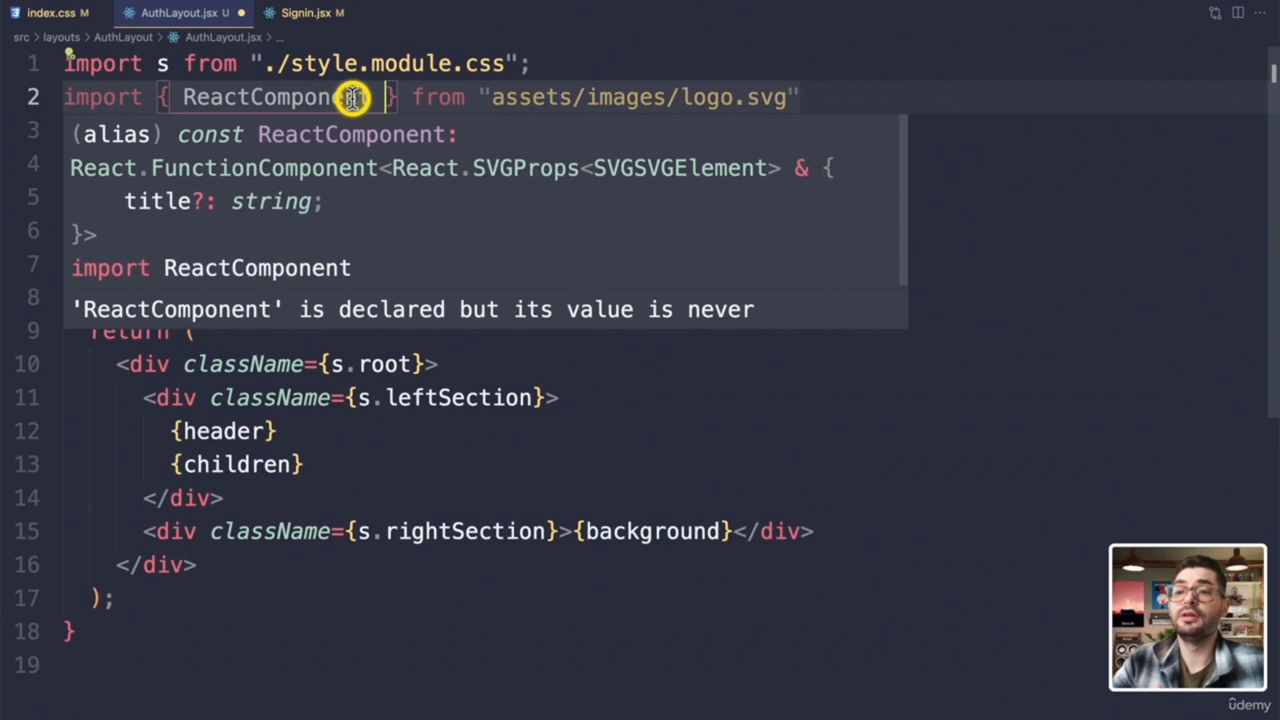 index.css M
AuthLayout.jsx U
Signin.jsx M
src > layouts > AuthLayout > AuthLayout.jsx > ...
1 import s from "./style.module.css";
2 import { ReactComponent } from "assets/images/logo.svg"
3 (alias) const ReactComponent:
4 React.FunctionComponent<React.SVGProps<SVGSVGElement> & {
5 title?: string;
6 }>
7 import ReactComponent
8 'ReactComponent' is declared but its value is never
9 return (
10 <div className={s.root}>
11 <div className={s.leftSection}>
12 {header}
13 {children}
14 </div>
15 <div className={s.rightSection}>{background}</div>
16 </div>
17 );
18 }
19
ûdemy